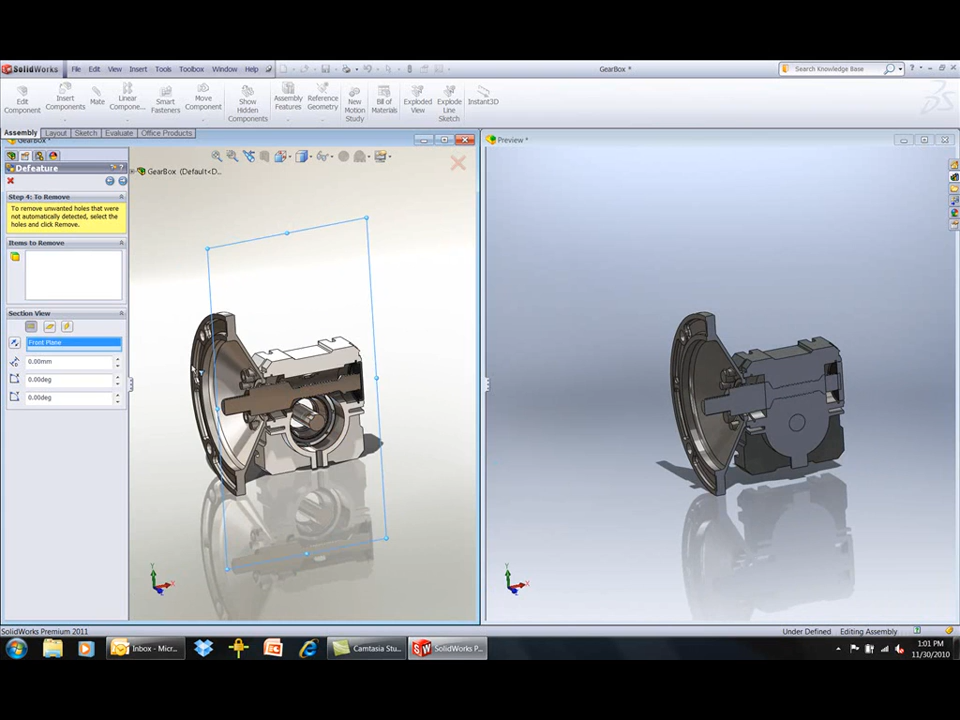 SolidWorks File Edit View Insert Tools Toolbox Window Help GearBox * Search Knowledge Base
Edit Component
Insert Components
Mate
Linear Compone...
Smart Fasteners
Move Component
Show Hidden Components
Assembly Features
Reference Geometry
New Motion Study
Bill of Materials
Exploded View
Explode Line Sketch
Instant3D
Assembly Layout Sketch Evaluate Office Products
GearBox *
Preview *
Defeature
GearBox (Default<D...
Step 4: To Remove
To remove unwanted holes that were
not automatically detected, select the
holes and click Remove.
Items to Remove
Section View
Front Plane
0.00mm
0.00deg
0.00deg
Y
X
Y
X
SolidWorks Premium 2011 Under Defined Editing Assembly
Inbox - Micr... Camtasia Stu... SolidWorks P...
1:01 PM
11/30/2010